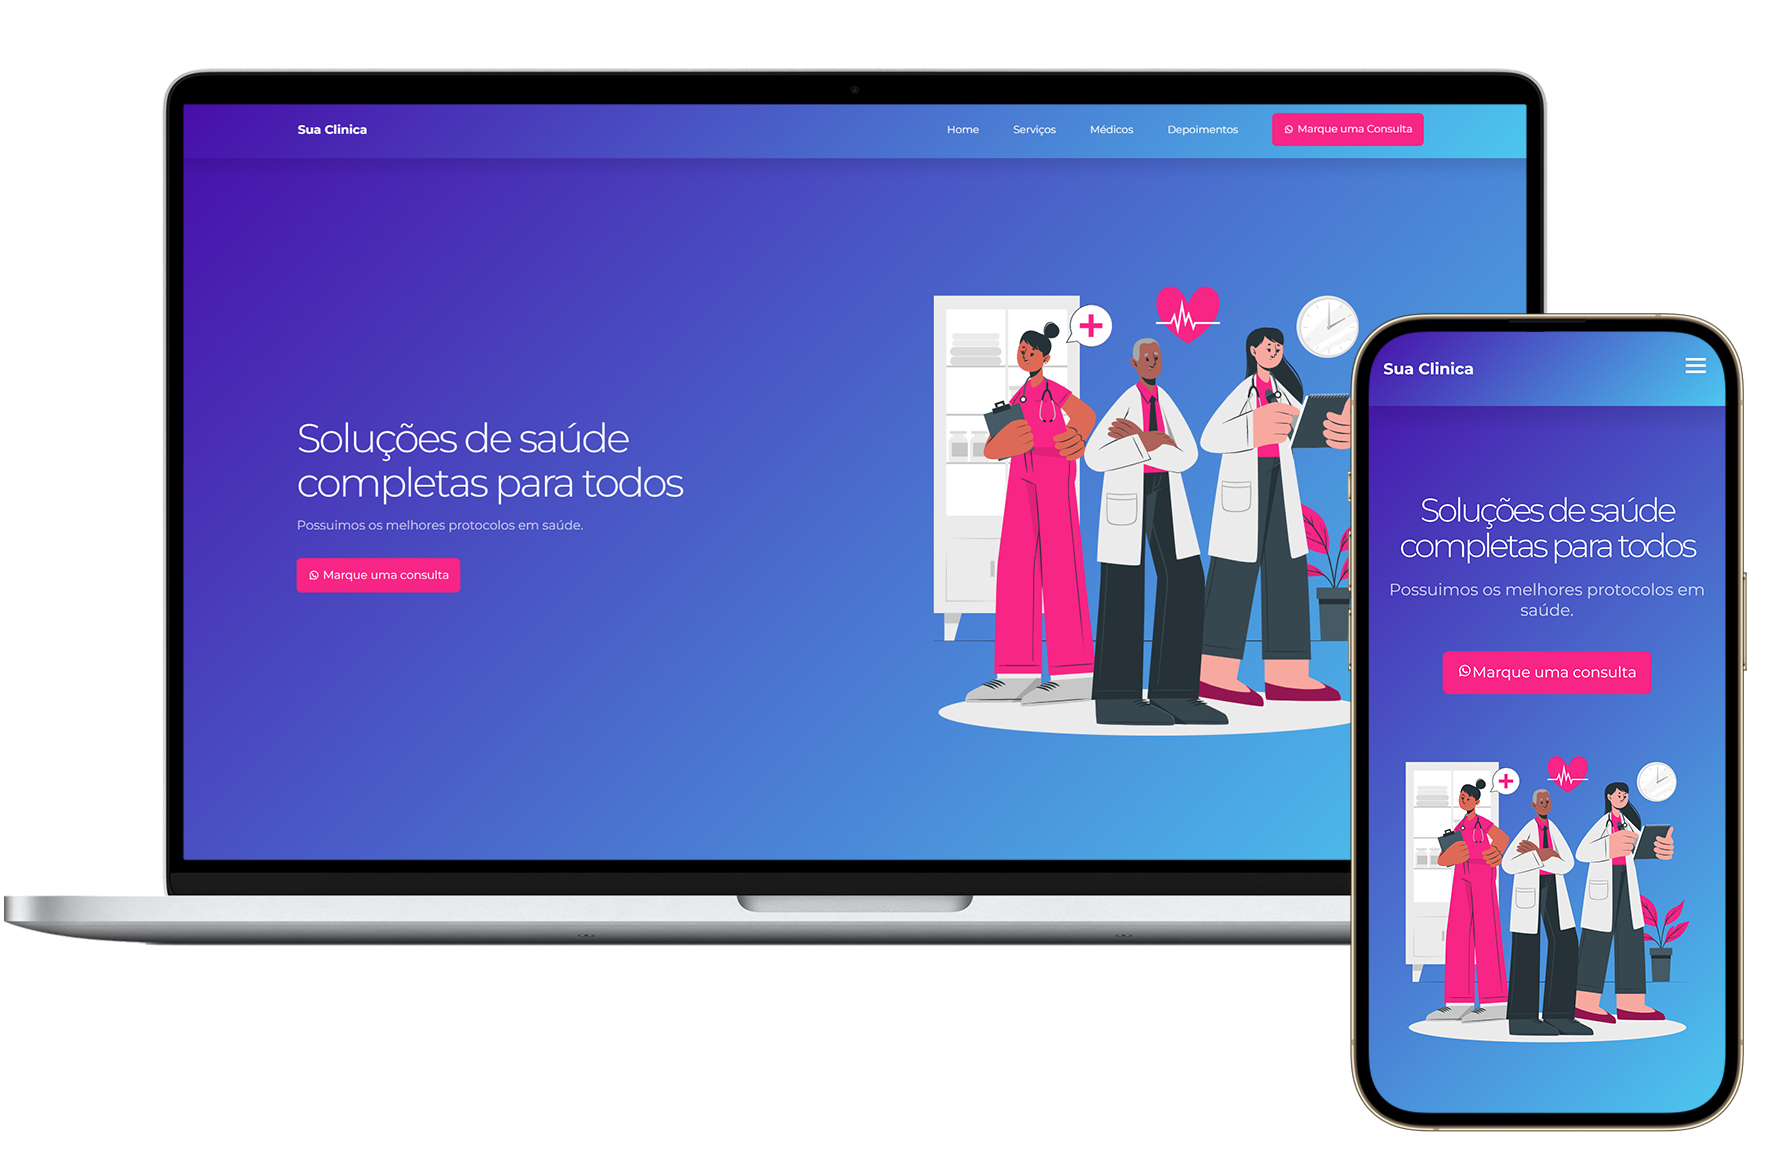 Sua Clinica
Home
Serviços
Médicos
Depoimentos
Marque uma Consulta
Soluções de saúde
completas para todos
Possuimos os melhores protocolos em saúde.
Marque uma consulta
Sua Clinica
Soluções de saúde
completas para todos
Possuimos os melhores protocolos em
saúde.
Marque uma consulta